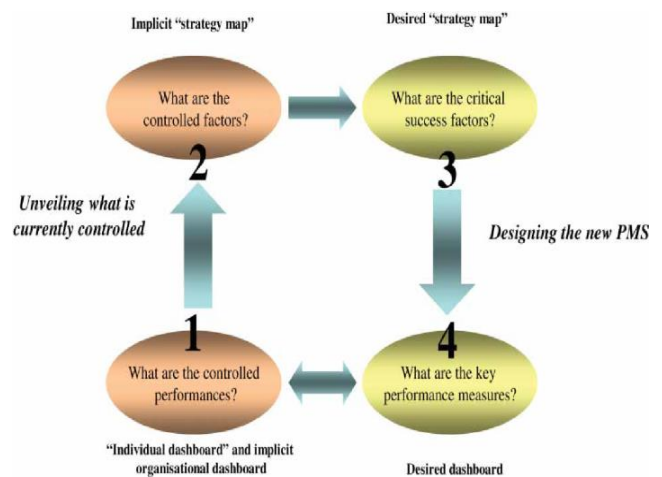 Implicit “strategy map”
Desired “strategy map”
What are the
controlled factors?
2
What are the critical
success factors?
3
Unveiling what is
currently controlled
Designing the new PMS
1
What are the controlled
performances?
4
What are the key
performance measures?
“Individual dashboard” and implicit
organisational dashboard
Desired dashboard